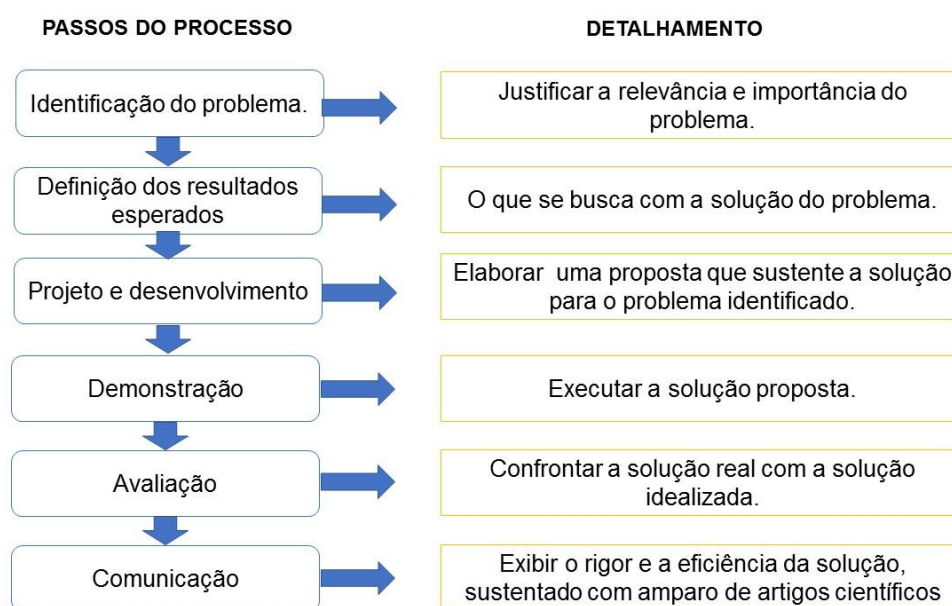 PASSOS DO PROCESSO
DETALHAMENTO
Identificação do problema.
Justificar a relevância e importância do
problema.
Definição dos resultados
esperados
O que se busca com a solução do problema.
Projeto e desenvolvimento
Elaborar uma proposta que sustente a solução
para o problema identificado.
Demonstração
Executar a solução proposta.
Avaliação
Confrontar a solução real com a solução
idealizada.
Comunicação
Exibir o rigor e a eficiência da solução,
sustentado com amparo de artigos científicos